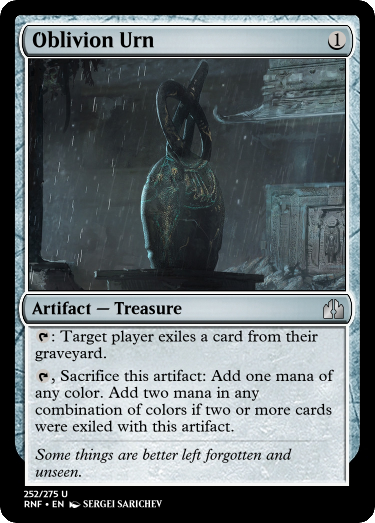 Oblivion Urn 1
Artifact — Treasure
: Target player exiles a card from their
graveyard.
, Sacrifice this artifact: Add one mana of
any color. Add two mana in any
combination of colors if two or more cards
were exiled with this artifact.
Some things are better left forgotten and
unseen.
252/275 U
RNF • EN SERGEI SARICHEV